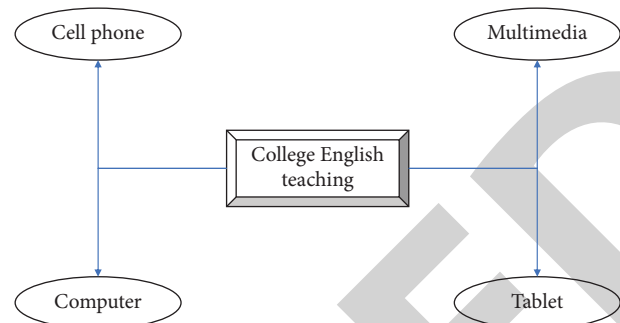 Cell phone
Multimedia
College English
teaching
Computer
Tablet